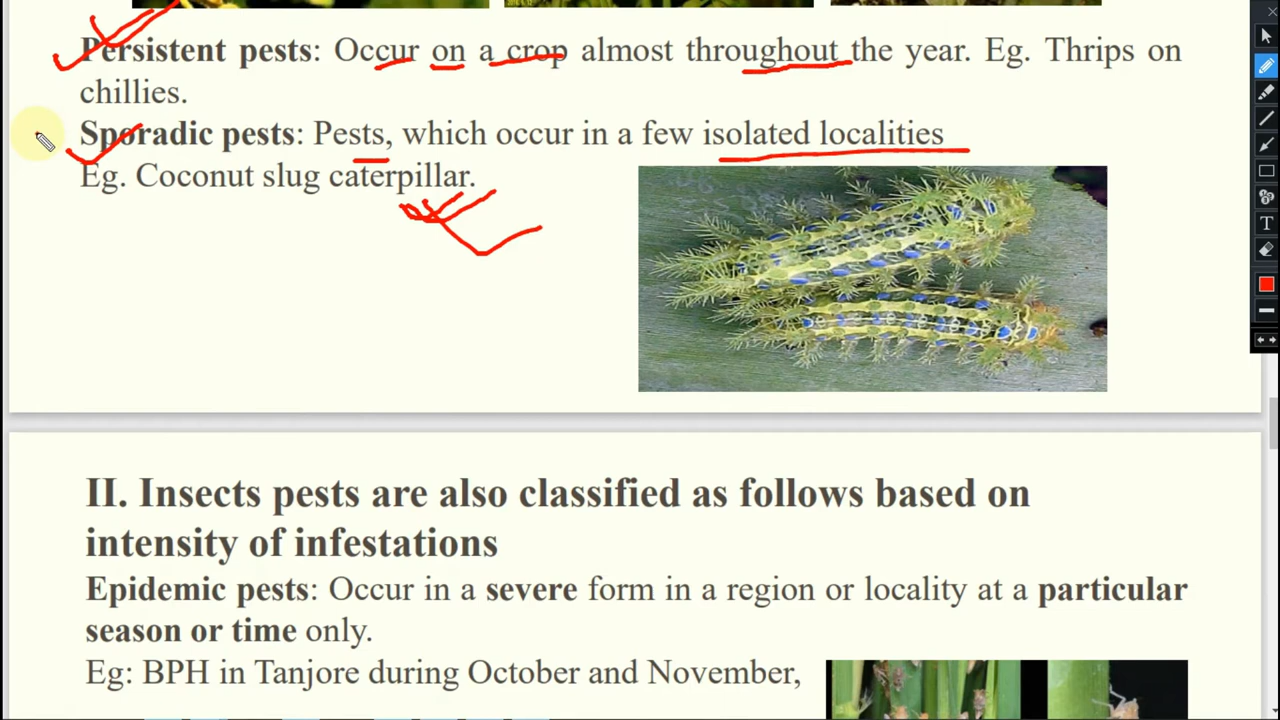 Persistent pests: Occur on a crop almost throughout the year. Eg. Thrips on
chillies.
Sporadic pests: Pests, which occur in a few isolated localities
Eg. Coconut slug caterpillar.
II. Insects pests are also classified as follows based on
intensity of infestations
Epidemic pests: Occur in a severe form in a region or locality at a particular
season or time only.
Eg: BPH in Tanjore during October and November,